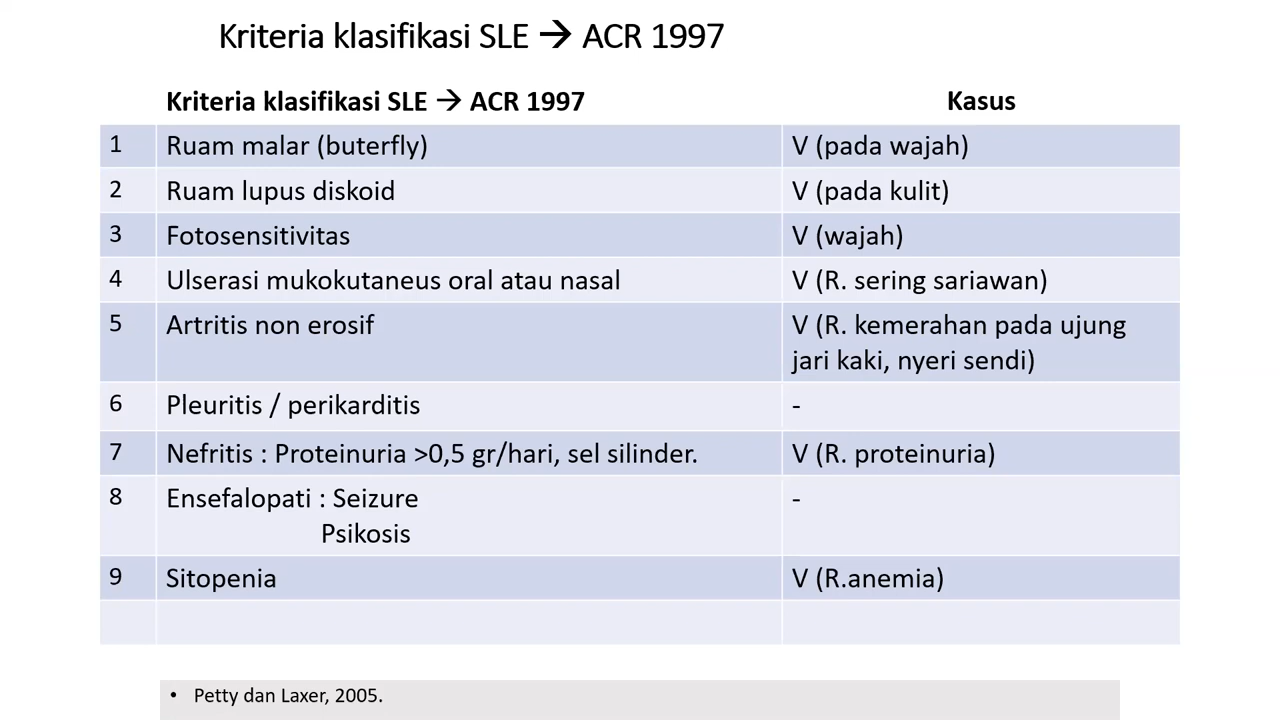 Kriteria klasifikasi SLE → ACR 1997
Kriteria klasifikasi SLE → ACR 1997 Kasus
1 Ruam malar (buterfly) V (pada wajah)
2 Ruam lupus diskoid V (pada kulit)
3 Fotosensitivitas V (wajah)
4 Ulserasi mukokutaneus oral atau nasal V (R. sering sariawan)
5 Artritis non erosif V (R. kemerahan pada ujung
jari kaki, nyeri sendi)
6 Pleuritis / perikarditis -
7 Nefritis : Proteinuria >0,5 gr/hari, sel silinder. V (R. proteinuria)
8 Ensefalopati : Seizure -
Psikosis
9 Sitopenia V (R.anemia)
• Petty dan Laxer, 2005.